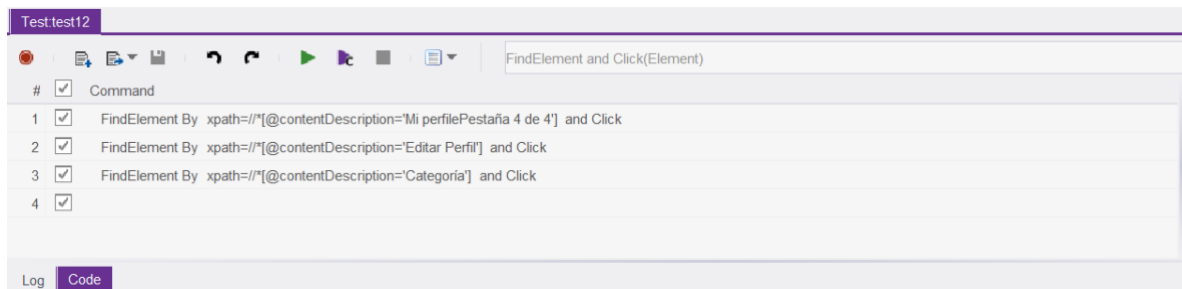 Test:test12
FindElement and Click(Element)
# Command
1 FindElement By xpath=//*[@contentDescription='Mi perfilePestaña 4 de 4'] and Click
2 FindElement By xpath=//*[@contentDescription='Editar Perfil'] and Click
3 FindElement By xpath=//*[@contentDescription='Categoría'] and Click
4
Log Code